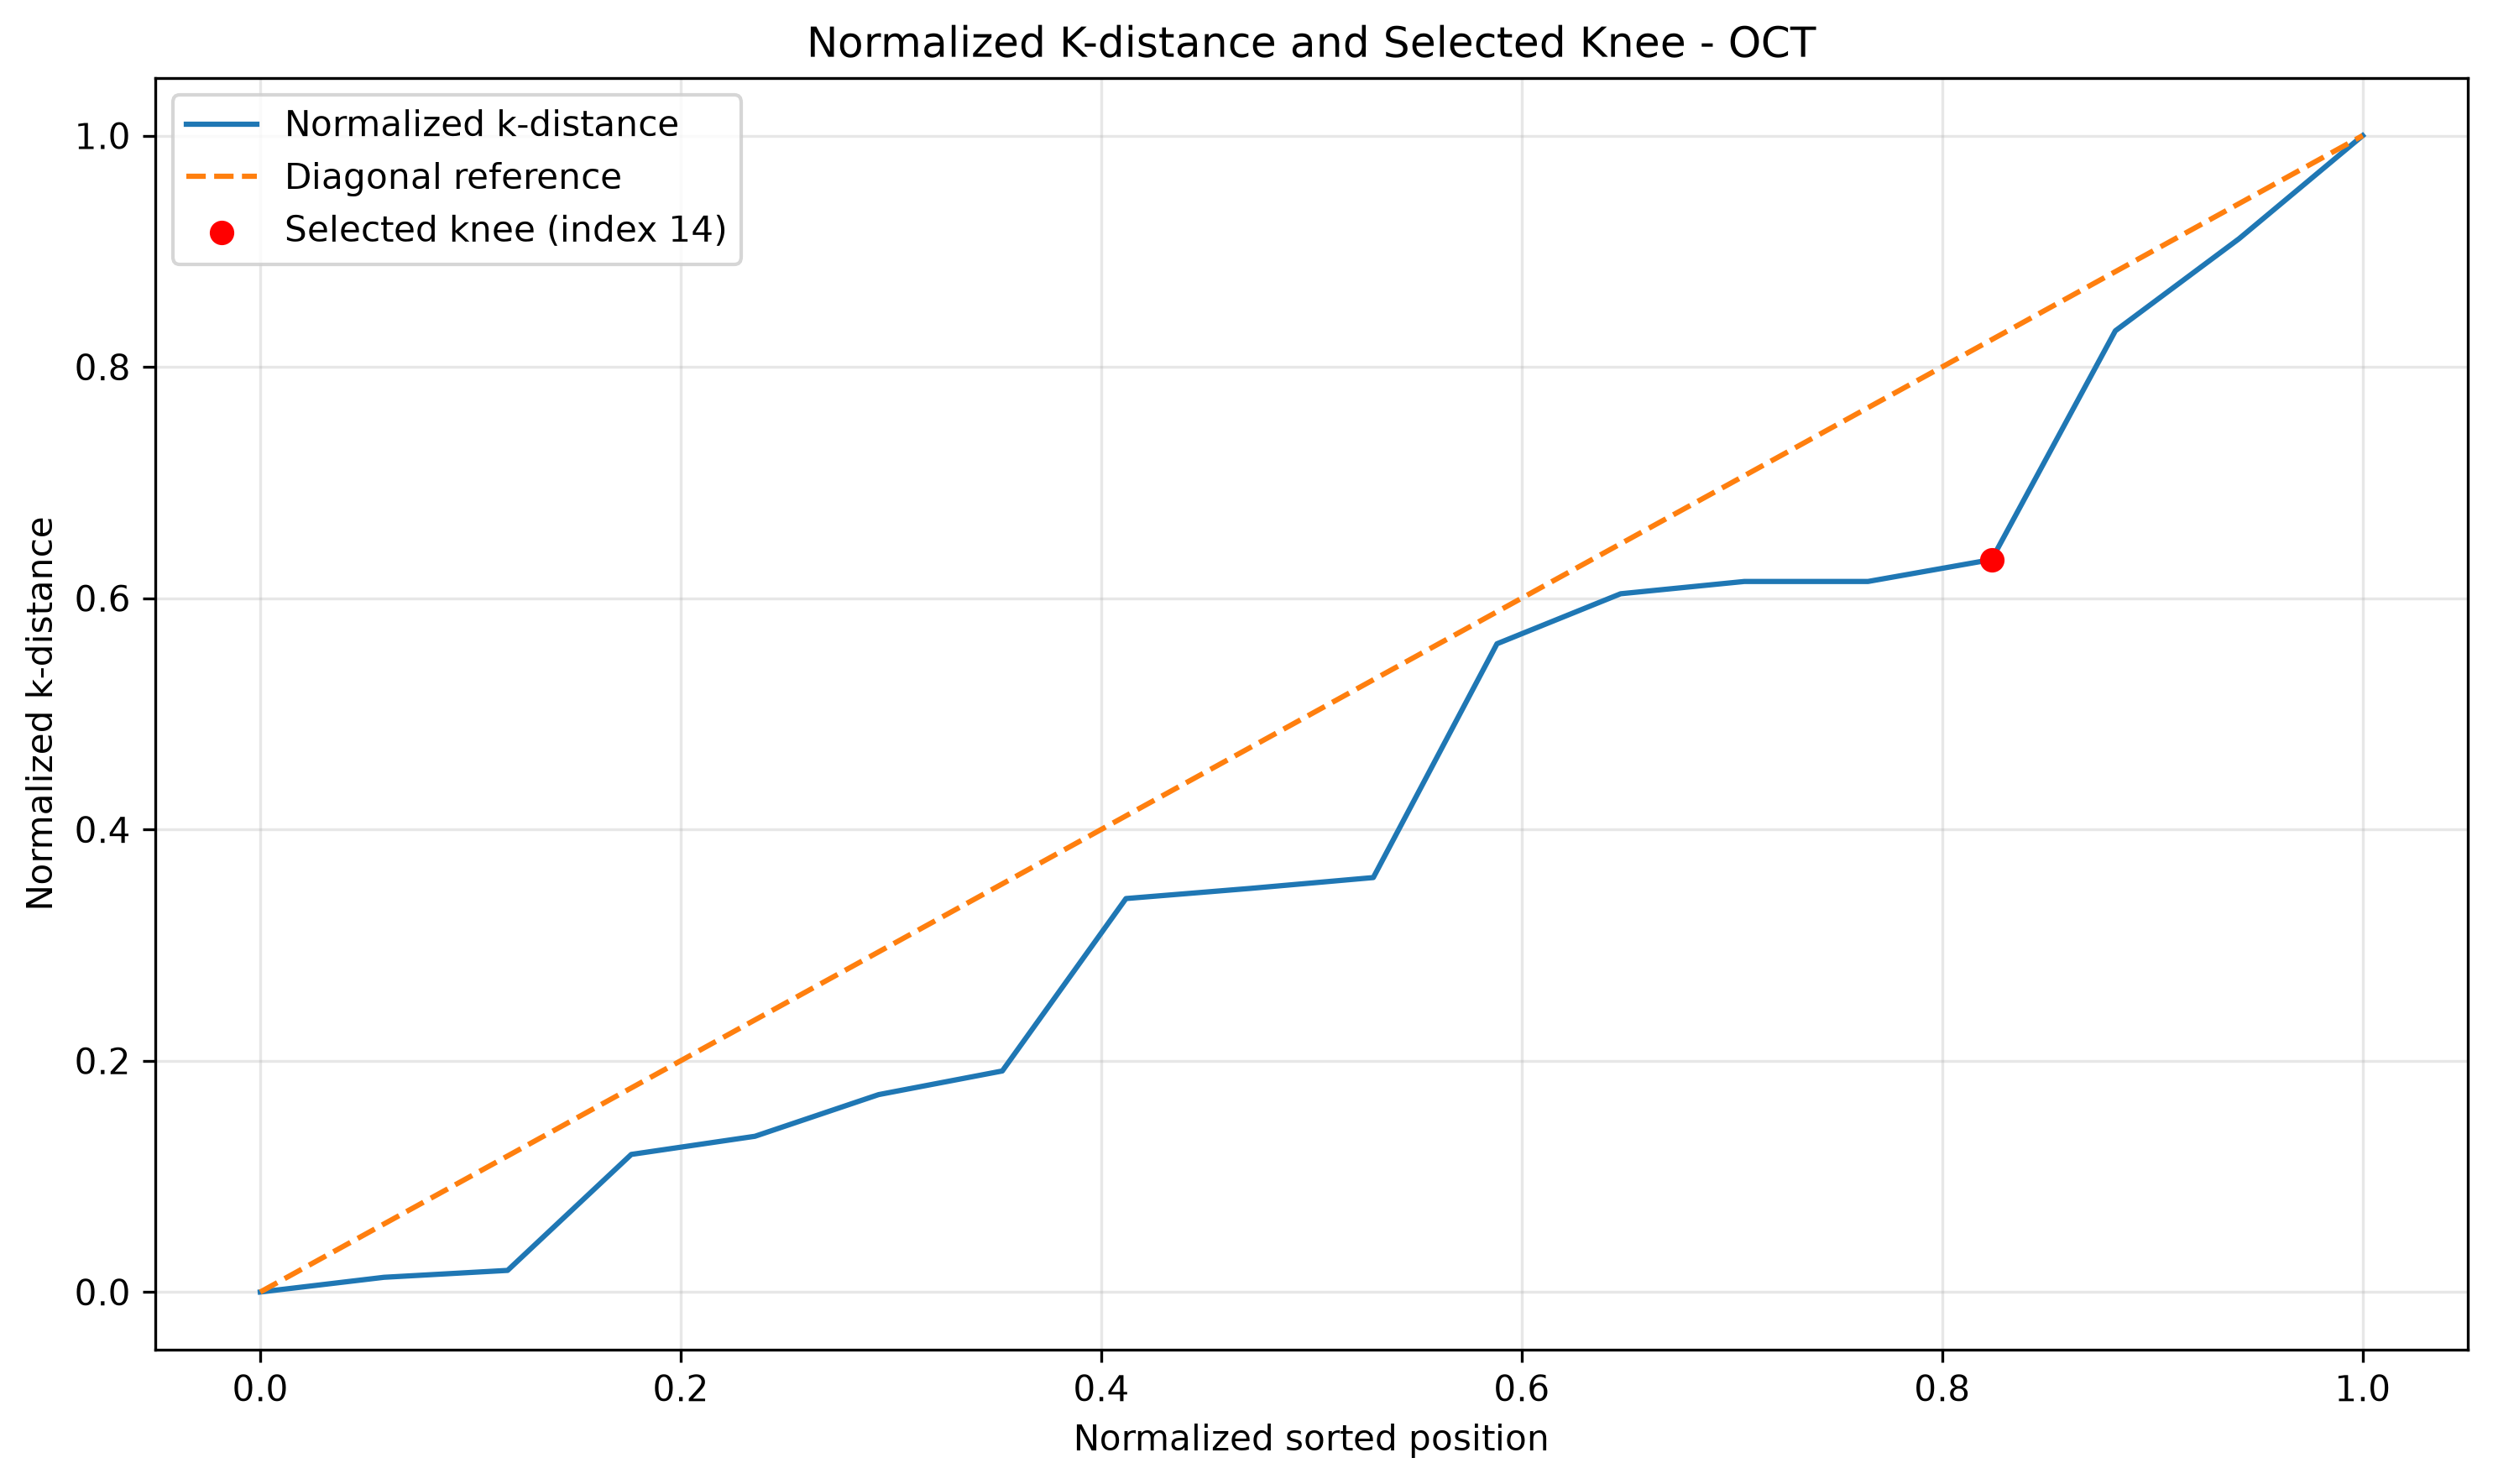 Normalized K-distance and Selected Knee - OCT
Normalized k-distance
Diagonal reference
Selected knee (index 14)
Normalized k-distance
1.0
0.8
0.6
0.4
0.2
0.0
0.0 0.2 0.4 0.6 0.8 1.0
Normalized sorted position